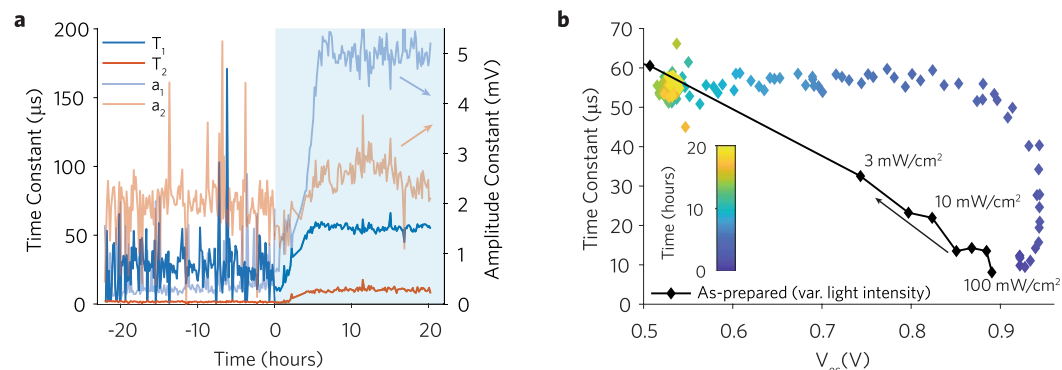 a
200
150
100
50
0
Time Constant (μs)
T1
T2
a1
a2
5
4
3
2
1
0
Amplitude Constant (mV)
-20
-10
0
10
20
Time (hours)
b
70
60
50
40
30
20
10
0
Time Constant (μs)
20
10
0
Time (hours)
3 mW/cm²
10 mW/cm²
100 mW/cm²
As-prepared (var. light intensity)
0.5
0.6
0.7
0.8
0.9
Voc(V)